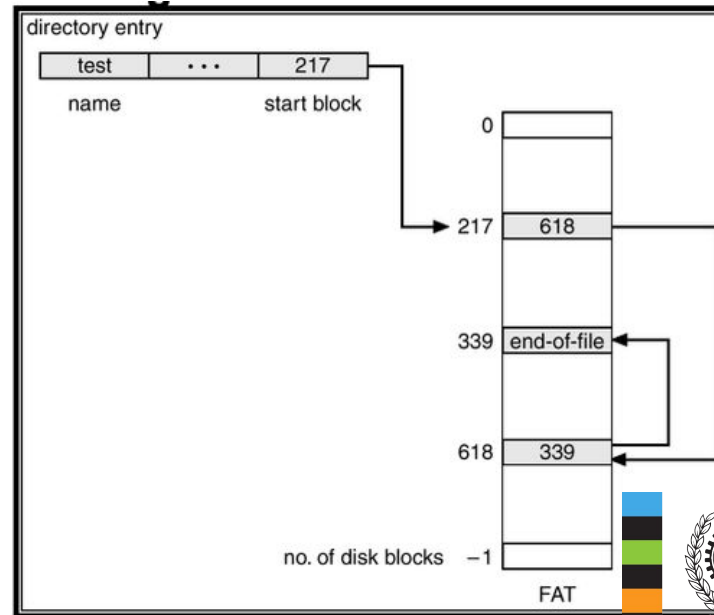 directory entry
test ... 217
name start block
0
217 618
339 end-of-file
618 339
no. of disk blocks –1
FAT